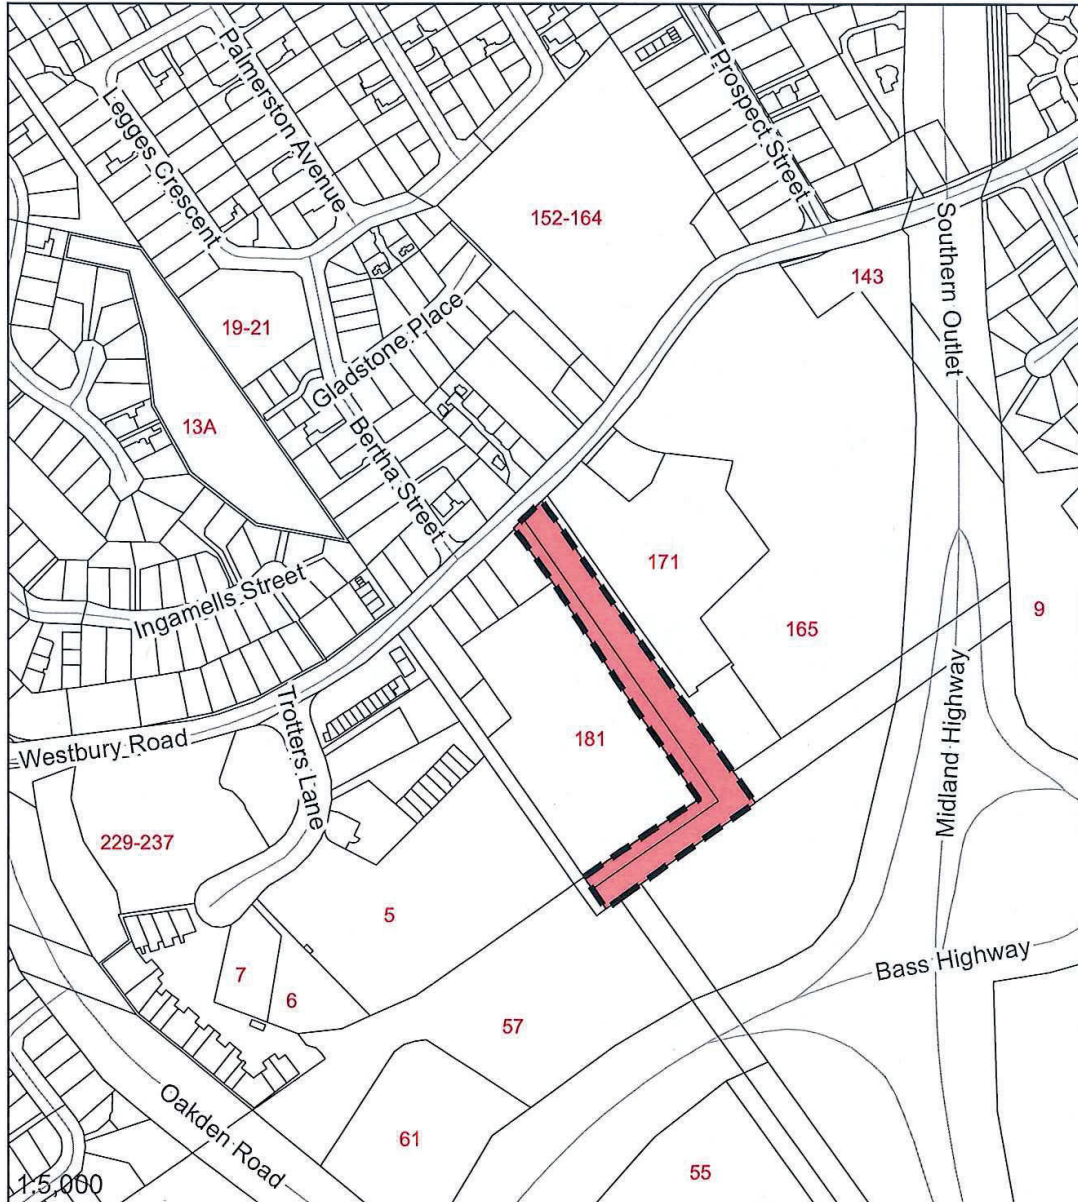 Palmerston Avenue
Legges Crescent
Prospect Street
152-164
Southern Outlet
143
19-21
Gladstone Place
13A
Bertha Street
171
Ingamells Street
165
9
Trotters Lane
181
Westbury Road
Midland Highway
229-237
5
Bass Highway
7
6
57
Oakden Road
61
55
1:5,000